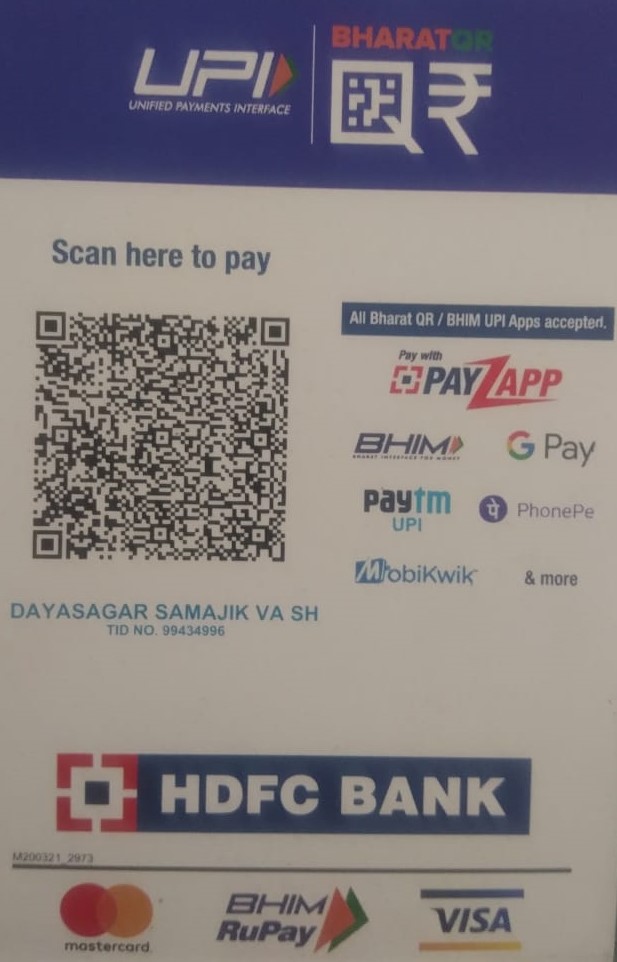 UPI
UNIFIED PAYMENTS INTERFACE
BHARATQR
Scan here to pay
All Bharat QR / BHIM UPI Apps accepted.
Pay with
PAYZAPP
BHIM
BHARAT INTERFACE FOR MONEY
G Pay
paytm
UPI
पे PhonePe
MobiKwik
& more
DAYASAGAR SAMAJIK VA SH
TID NO. 99434996
HDFC BANK
M200321_2973
mastercard.
BHIM
RuPay
VISA